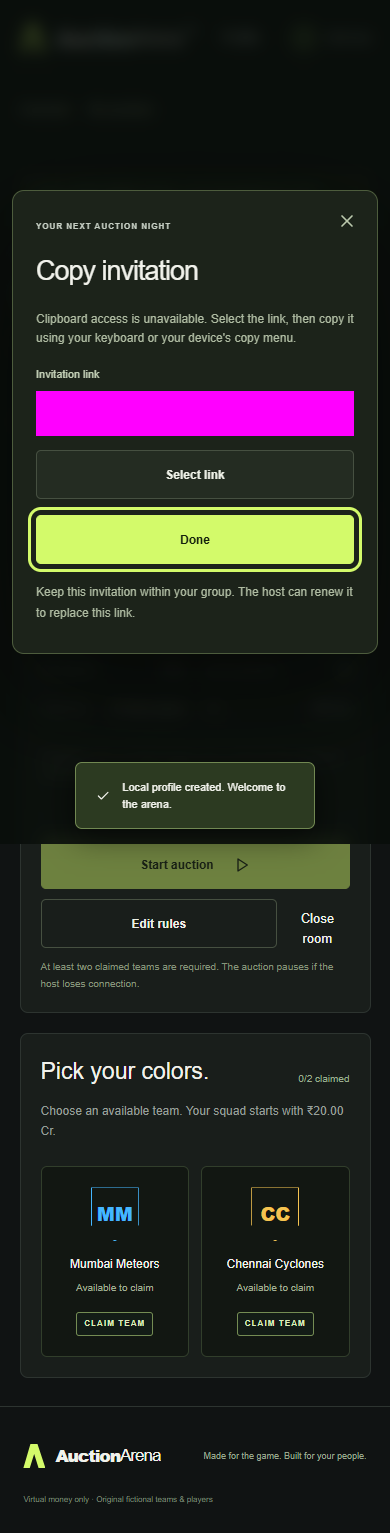 YOUR NEXT AUCTION NIGHT
Copy invitation
Clipboard access is unavailable. Select the link, then copy it
using your keyboard or your device's copy menu.
Invitation link
Select link
Done
Keep this invitation within your group. The host can renew it
to replace this link.
Local profile created. Welcome to
the arena.
Start auction
Edit rules
Close
room
At least two claimed teams are required. The auction pauses if the
host loses connection.
Pick your colors.
0/2 claimed
Choose an available team. Your squad starts with ₹20.00
Cr.
MM
CC
Mumbai Meteors
Chennai Cyclones
Available to claim
Available to claim
CLAIM TEAM
CLAIM TEAM
AuctionArena
Made for the game. Built for your people.
Virtual money only · Original fictional teams & players